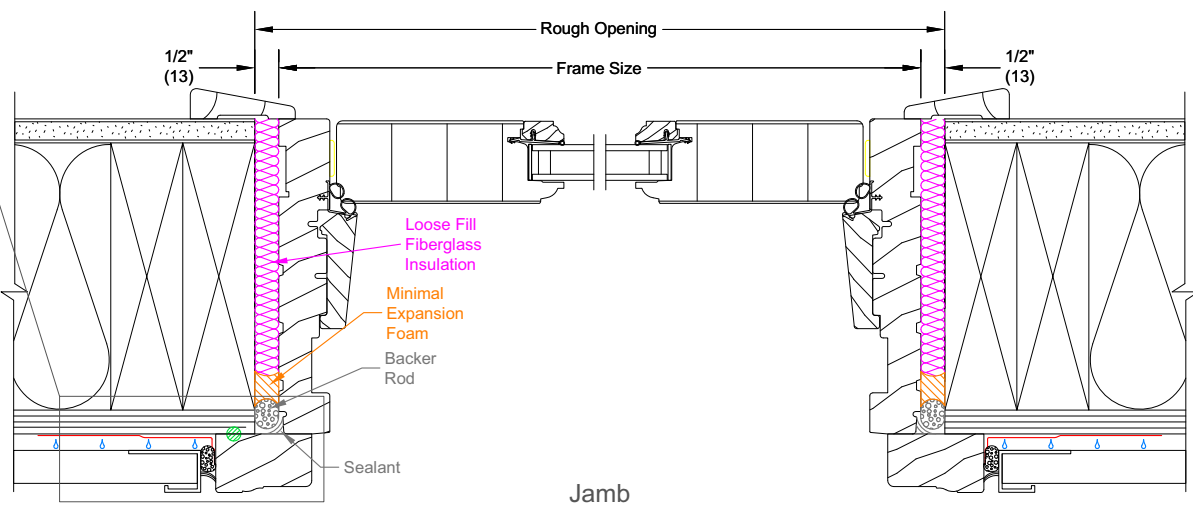 Rough Opening
1/2"
(13)
Frame Size
1/2"
(13)
Loose Fill
Fiberglass
Insulation
Minimal
Expansion
Foam
Backer
Rod
Sealant
Jamb